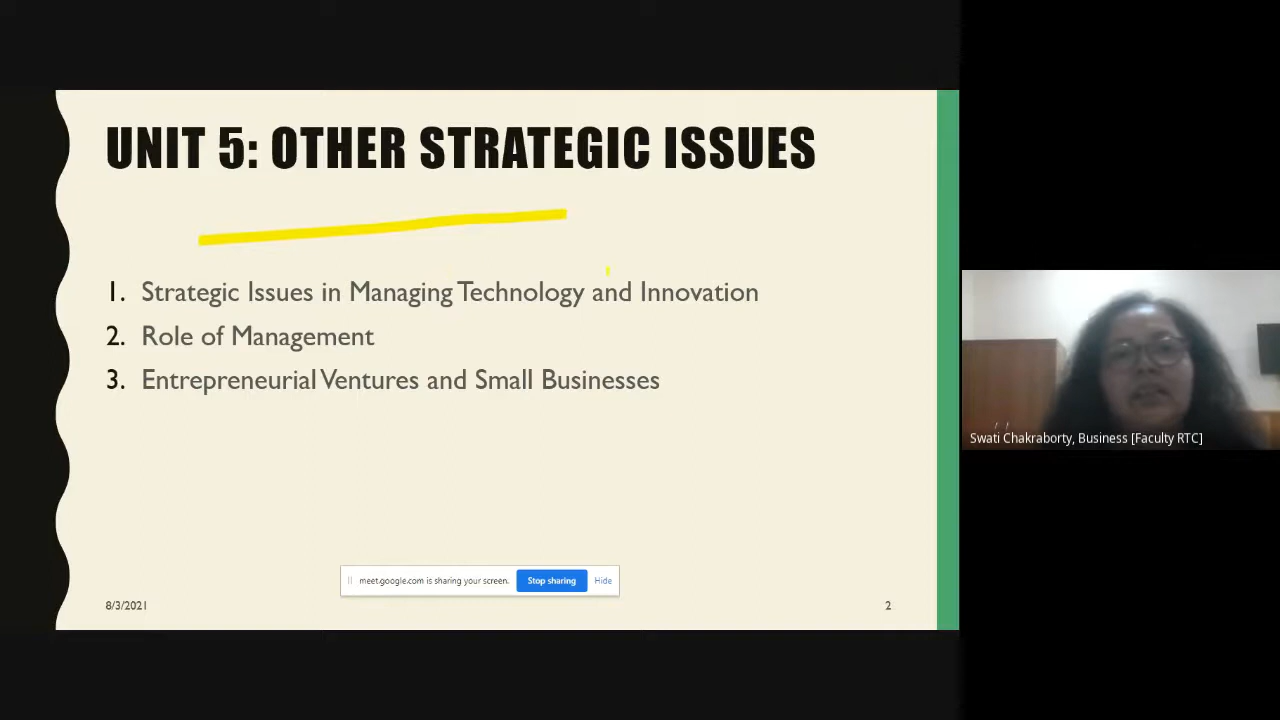 UNIT 5: OTHER STRATEGIC ISSUES
1. Strategic Issues in Managing Technology and Innovation
2. Role of Management
3. Entrepreneurial Ventures and Small Businesses
meet.google.com is sharing your screen. Stop sharing Hide
8/3/2021 2
Swati Chakraborty, Business [Faculty RTC]